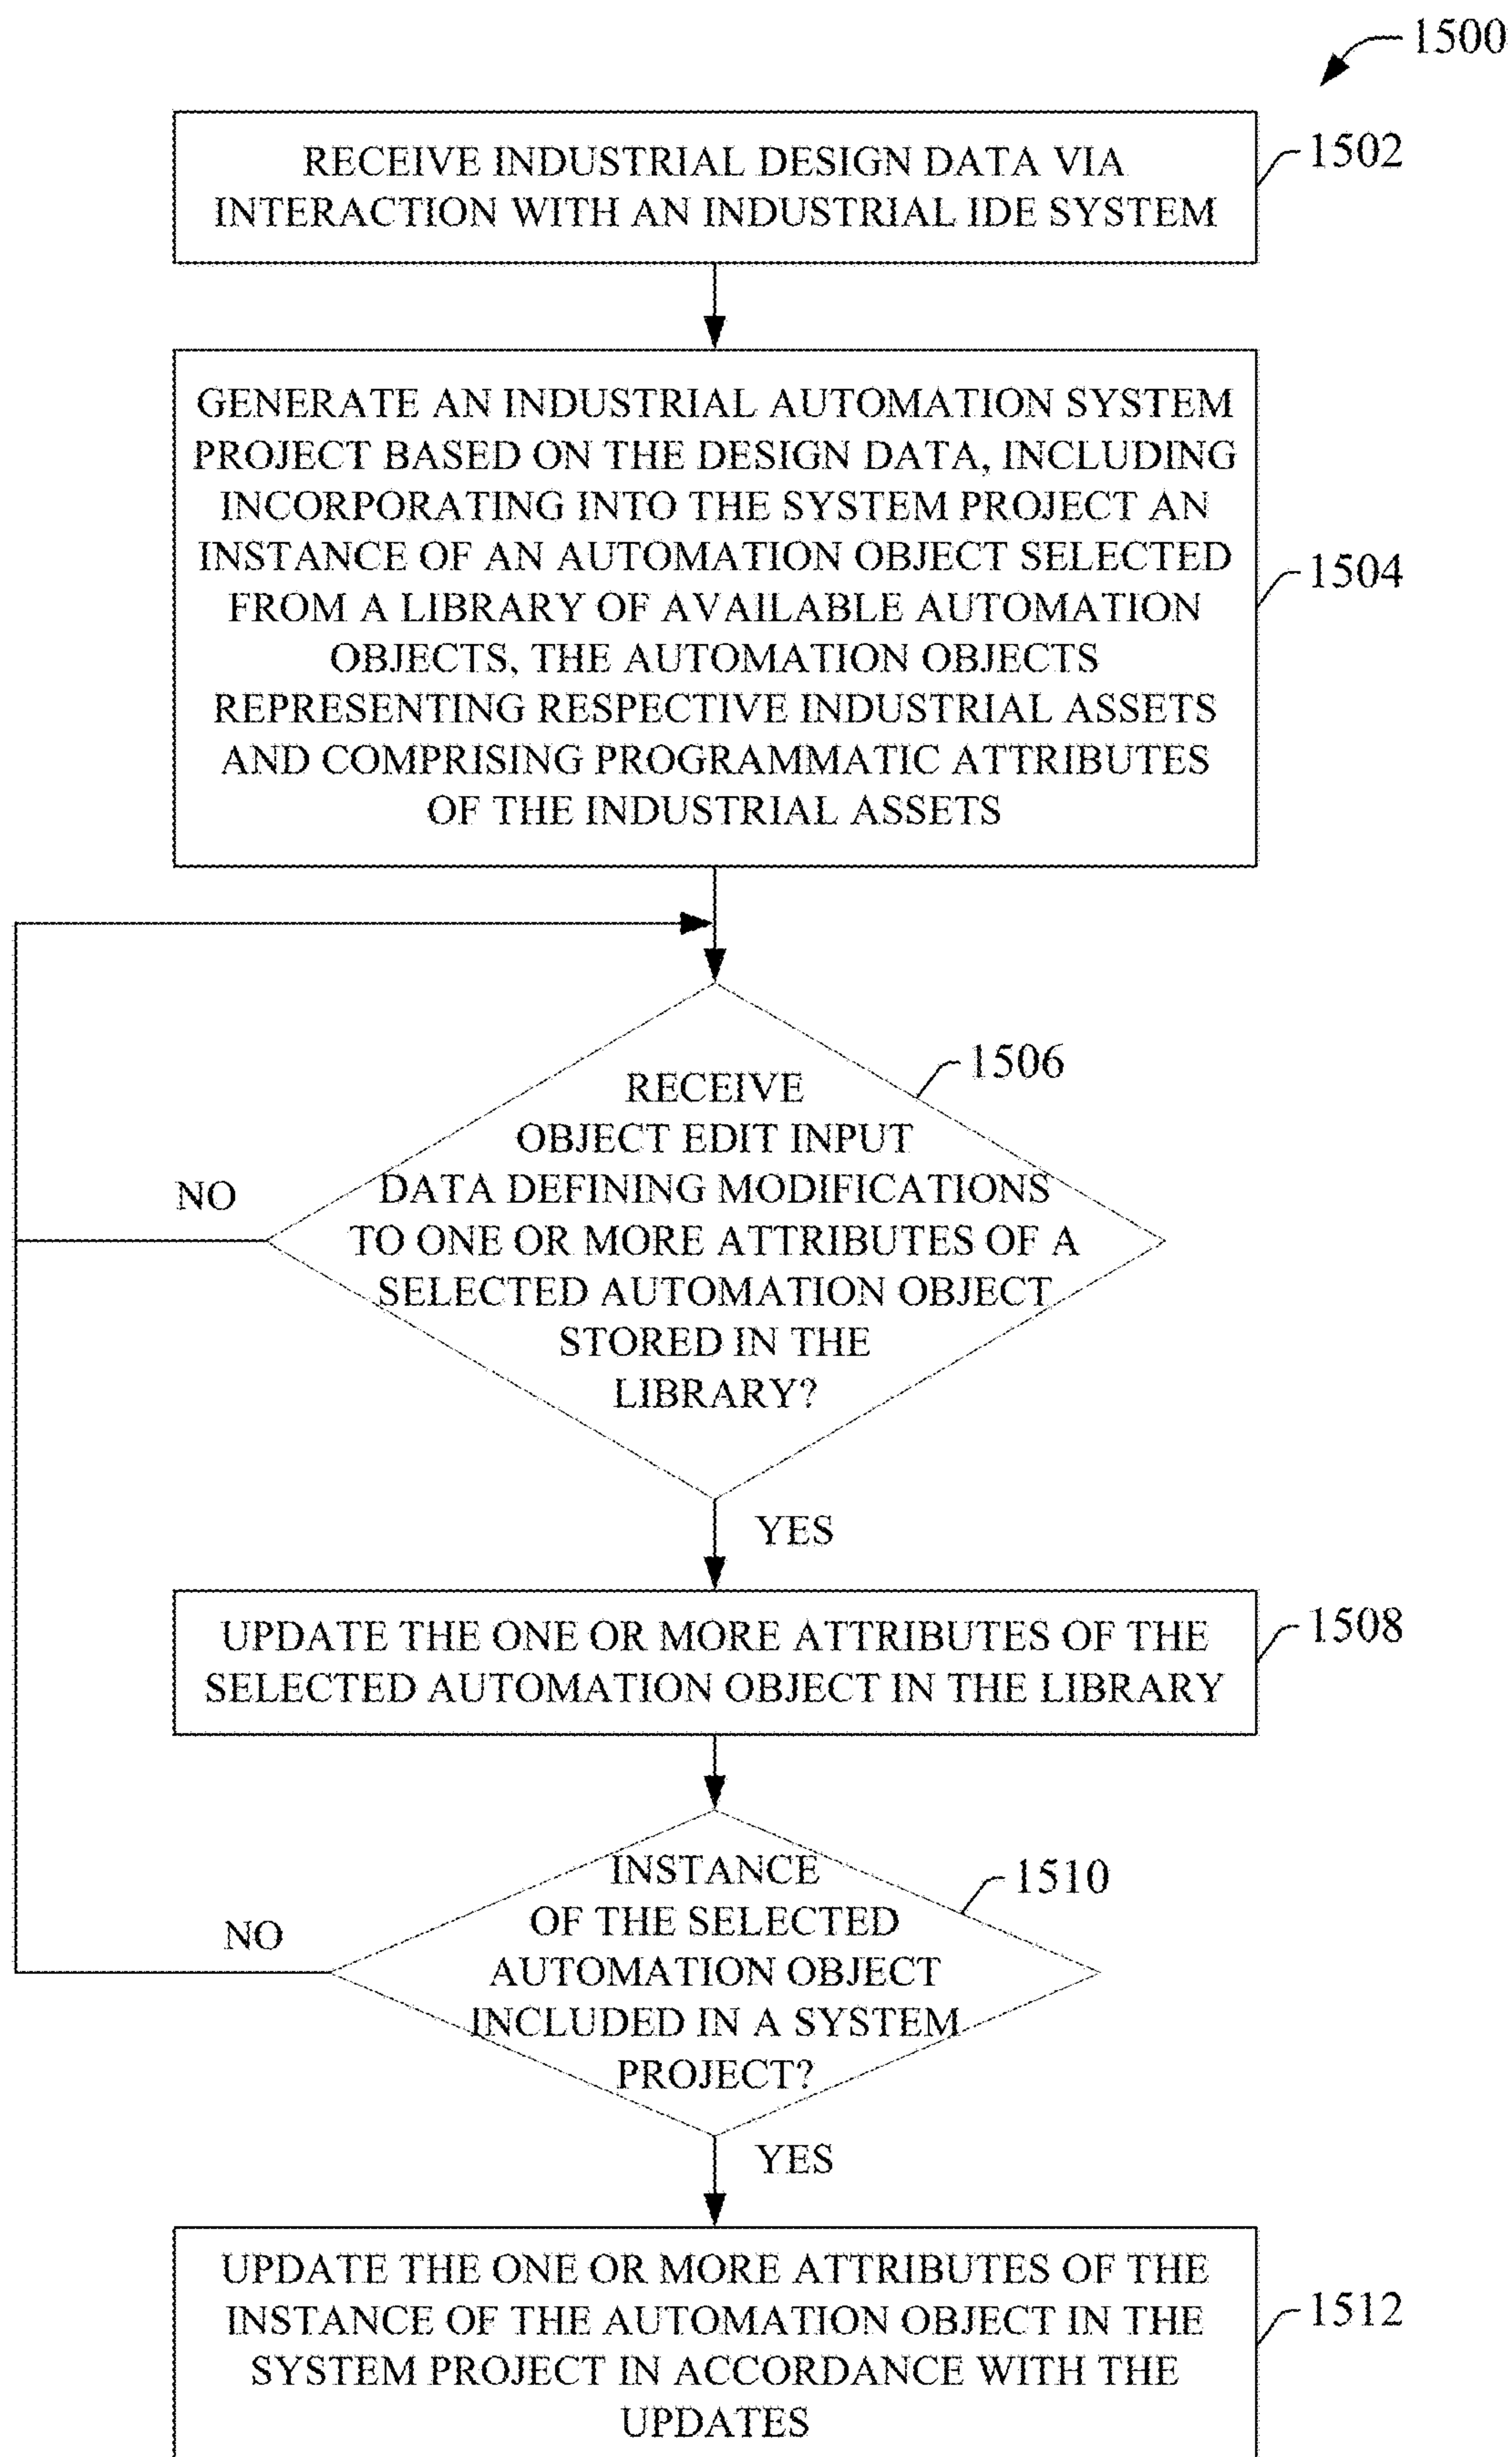 1500
RECEIVE INDUSTRIAL DESIGN DATA VIA
INTERACTION WITH AN INDUSTRIAL IDE SYSTEM
1502
GENERATE AN INDUSTRIAL AUTOMATION SYSTEM
PROJECT BASED ON THE DESIGN DATA, INCLUDING
INCORPORATING INTO THE SYSTEM PROJECT AN
INSTANCE OF AN AUTOMATION OBJECT SELECTED
FROM A LIBRARY OF AVAILABLE AUTOMATION
OBJECTS, THE AUTOMATION OBJECTS
REPRESENTING RESPECTIVE INDUSTRIAL ASSETS
AND COMPRISING PROGRAMMATIC ATTRIBUTES
OF THE INDUSTRIAL ASSETS
1504
RECEIVE
OBJECT EDIT INPUT
DATA DEFINING MODIFICATIONS
TO ONE OR MORE ATTRIBUTES OF A
SELECTED AUTOMATION OBJECT
STORED IN THE
LIBRARY?
1506
NO
YES
UPDATE THE ONE OR MORE ATTRIBUTES OF THE
SELECTED AUTOMATION OBJECT IN THE LIBRARY
1508
INSTANCE
OF THE SELECTED
AUTOMATION OBJECT
INCLUDED IN A SYSTEM
PROJECT?
1510
NO
YES
UPDATE THE ONE OR MORE ATTRIBUTES OF THE
INSTANCE OF THE AUTOMATION OBJECT IN THE
SYSTEM PROJECT IN ACCORDANCE WITH THE
UPDATES
1512